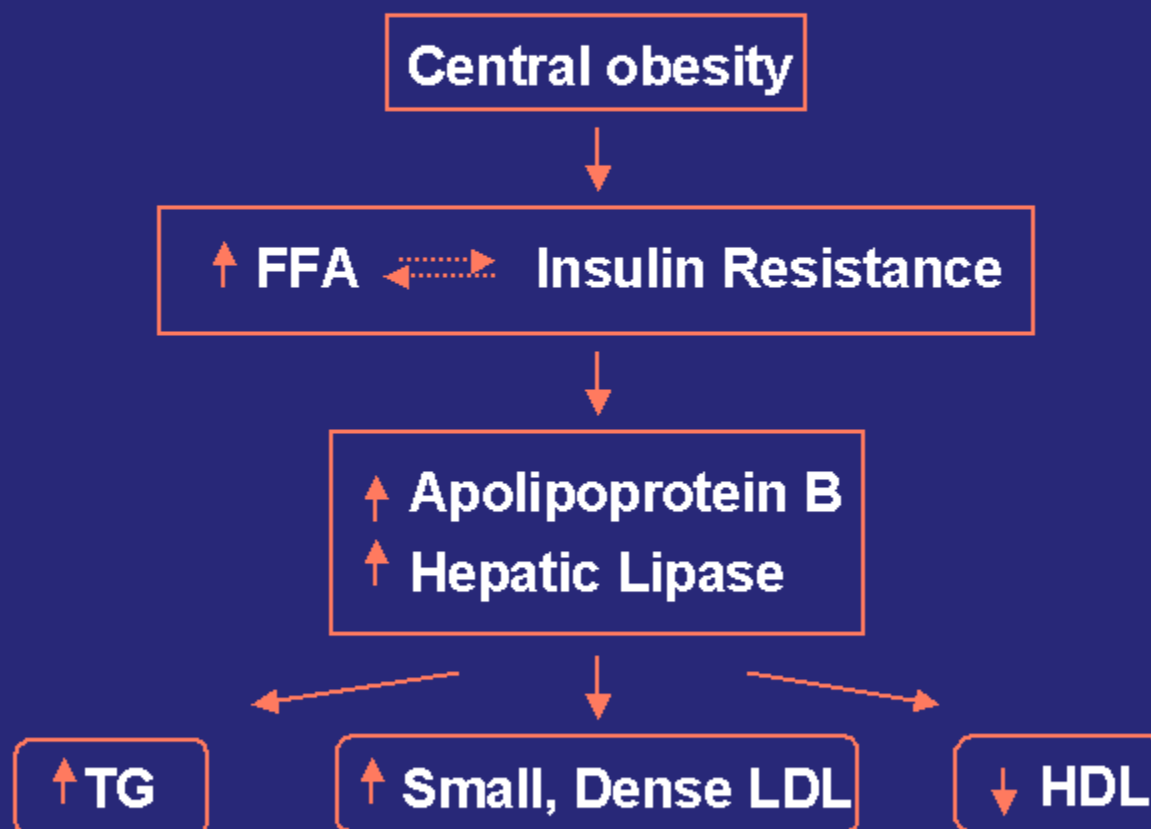 Central obesity
↑ FFA ⇄ Insulin Resistance
↑ Apolipoprotein B
↑ Hepatic Lipase
↑ TG
↑ Small, Dense LDL
↓ HDL